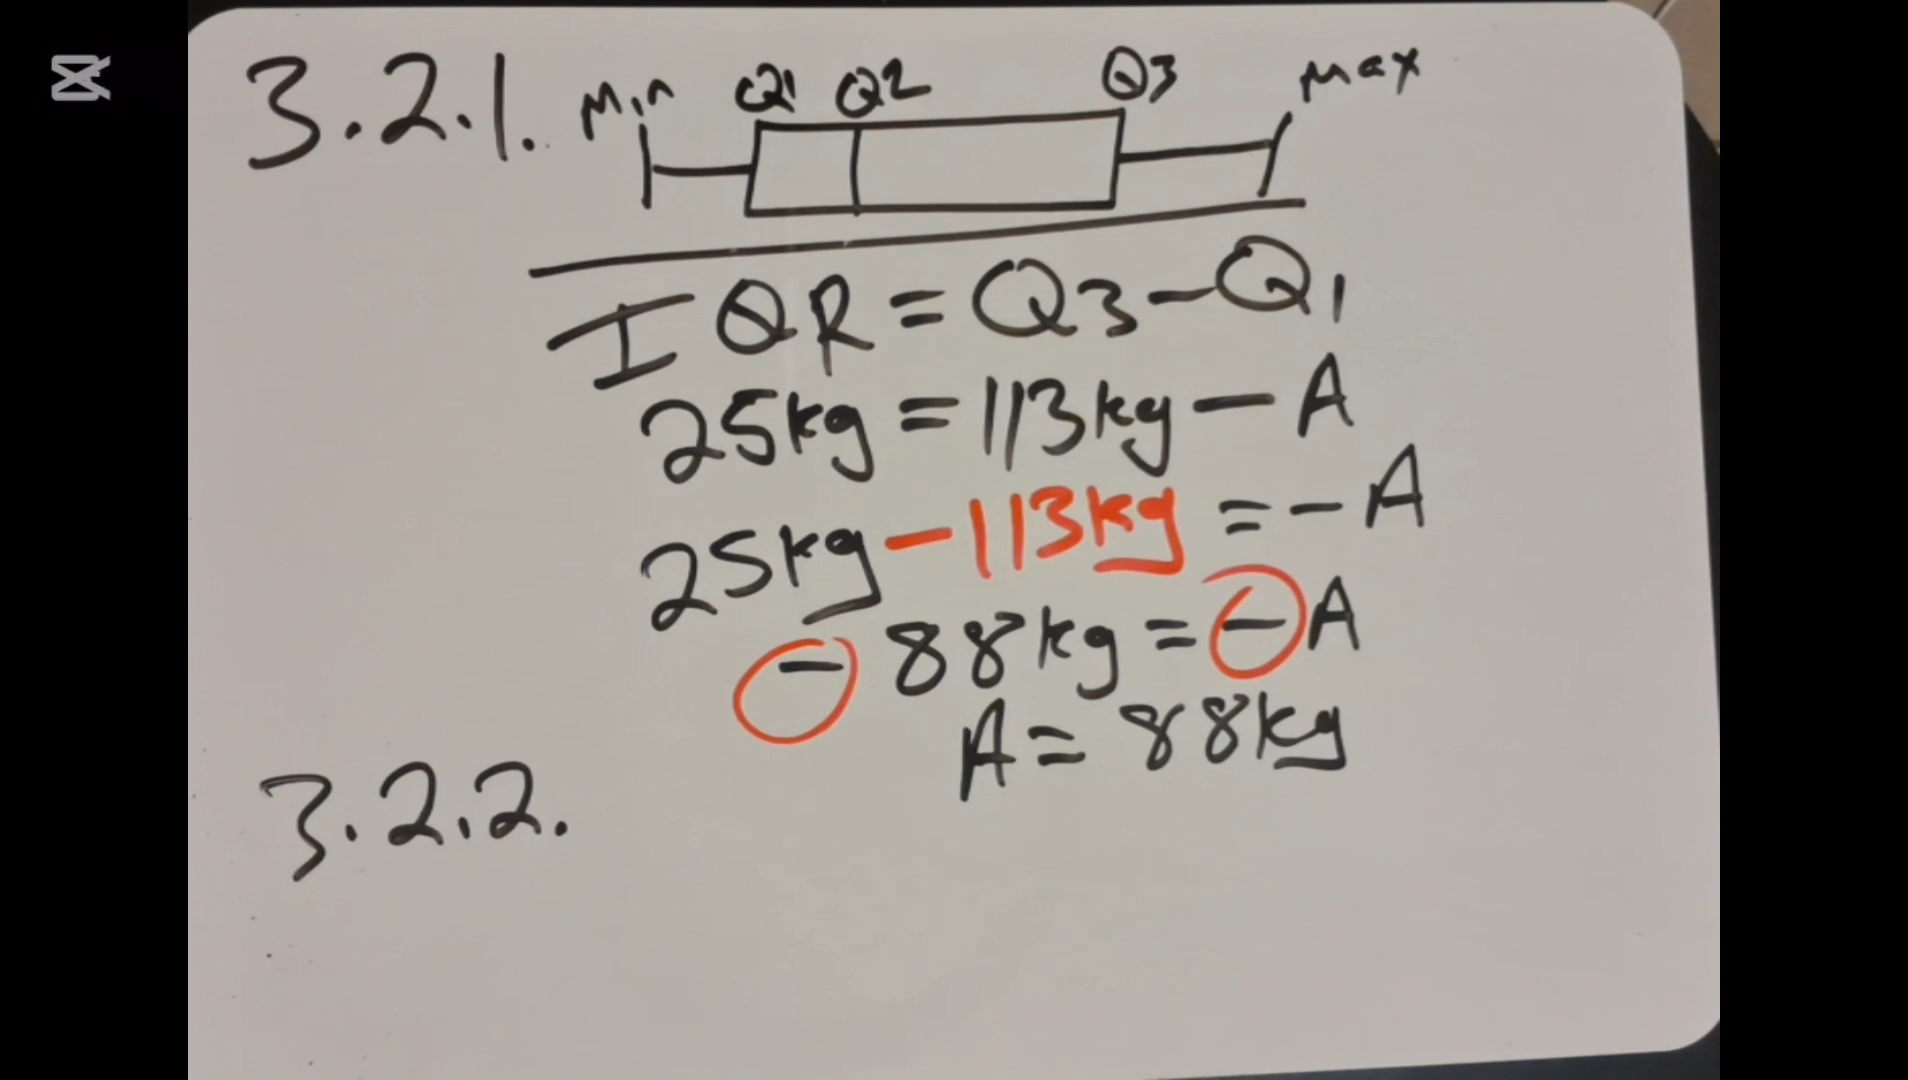 3.2.1. Min Q1 Q2 Q3 Max
IQR = Q3 - Q1
25kg = 113kg - A
25kg - 113kg = - A
- 88kg = - A
A = 88kg
3.2.2.